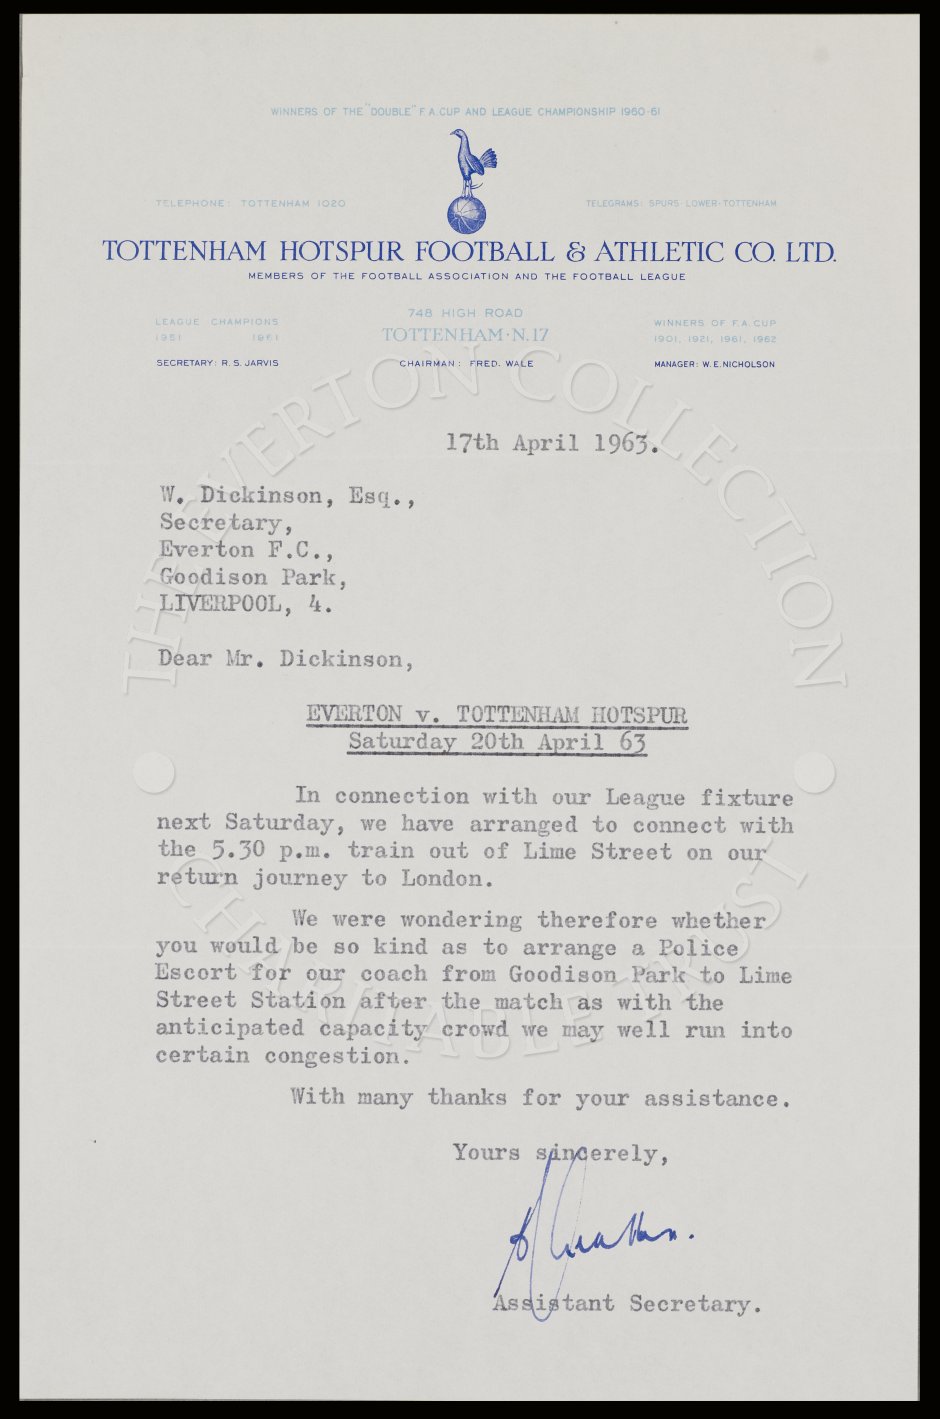 WINNERS OF THE "DOUBLE" F.A.CUP AND LEAGUE CHAMPIONSHIP 1960-61
TELEPHONE: TOTTENHAM 1020
TELEGRAMS: SPURS·LOWER·TOTTENHAM
TOTTENHAM HOTSPUR FOOTBALL & ATHLETIC CO. LTD.
MEMBERS OF THE FOOTBALL ASSOCIATION AND THE FOOTBALL LEAGUE
LEAGUE CHAMPIONS
1951 1961
SECRETARY: R.S.JARVIS
748 HIGH ROAD
TOTTENHAM·N.17
CHAIRMAN: FRED. WALE
WINNERS OF F.A.CUP
1901, 1921, 1961, 1962
MANAGER: W.E.NICHOLSON
THE EVERTON COLLECTION
CHARITABLE TRUST
17th April 1963.
W. Dickinson, Esq.,
Secretary,
Everton F.C.,
Goodison Park,
LIVERPOOL, 4.
Dear Mr. Dickinson,
EVERTON v. TOTTENHAM HOTSPUR
Saturday 20th April 63
In connection with our League fixture
next Saturday, we have arranged to connect with
the 5.30 p.m. train out of Lime Street on our
return journey to London.
We were wondering therefore whether
you would be so kind as to arrange a Police
Escort for our coach from Goodison Park to Lime
Street Station after the match as with the
anticipated capacity crowd we may well run into
certain congestion.
With many thanks for your assistance.
Yours sincerely,
Assistant Secretary.